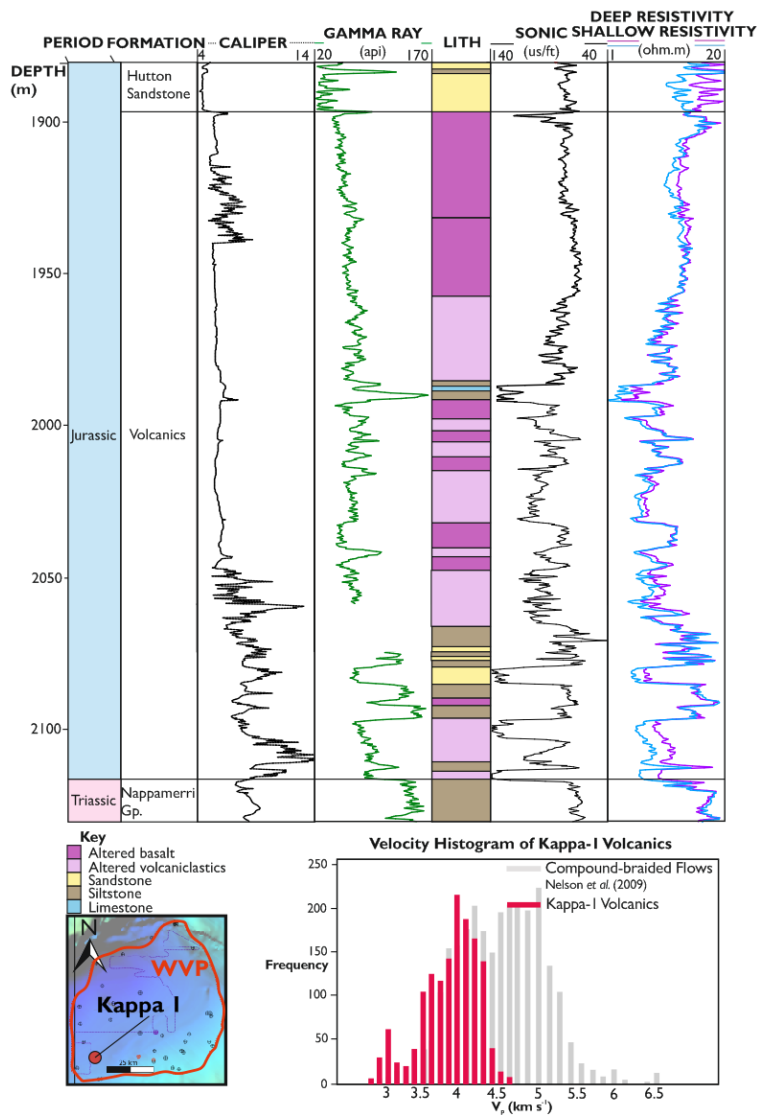 DEEP RESISTIVITY
PERIOD FORMATION CALIPER GAMMA RAY LITH SONIC SHALLOW RESISTIVITY
DEPTH (m) 4 14 20 (api) 170 140 (us/ft) 40 1 (ohm.m) 20
Hutton Sandstone
1900
1950
2000
Jurassic Volcanics
2050
2100
Triassic Nappamerri Gp.
Key
Altered basalt
Altered volcaniclastics
Sandstone
Siltstone
Limestone
N
WVP
Kappa 1
25 km
Velocity Histogram of Kappa-1 Volcanics
Compound-braided Flows
Nelson et al. (2009)
Kappa-1 Volcanics
250
200
150
Frequency
100
50
0
3 3.5 4 4.5 5 5.5 6 6.5
Vp (km s-1)